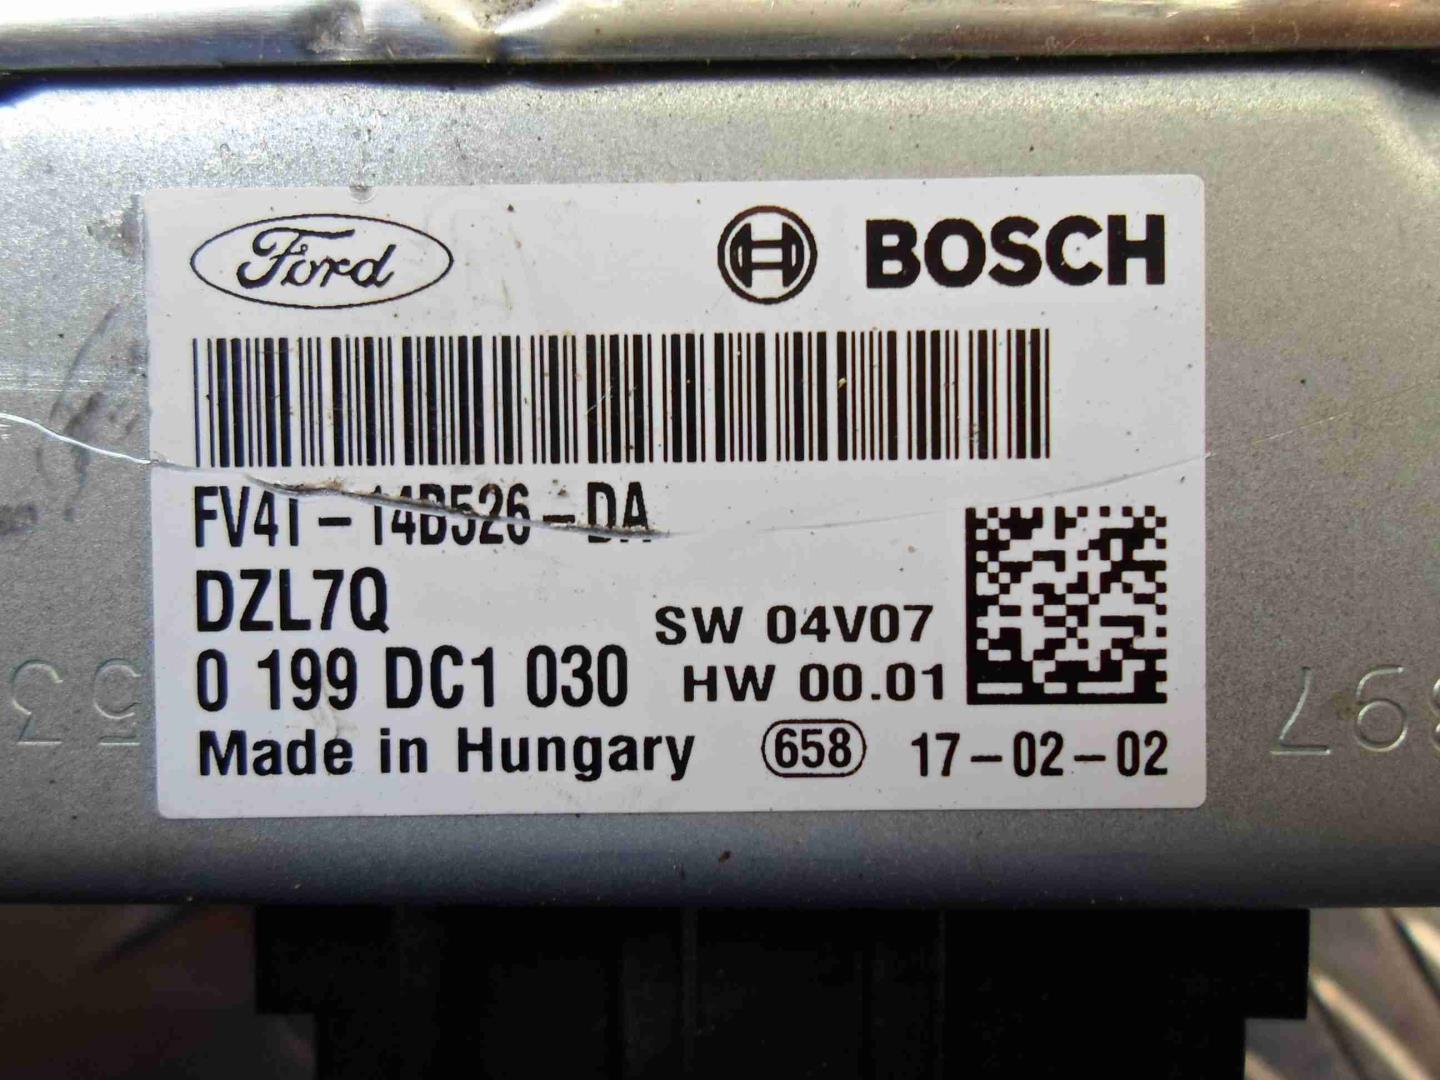 Ford BOSCH
FV4T-14B526-DA
DZL7Q
SW 04V07
0 199 DC1 030 HW 00.01
Made in Hungary 658 17-02-02